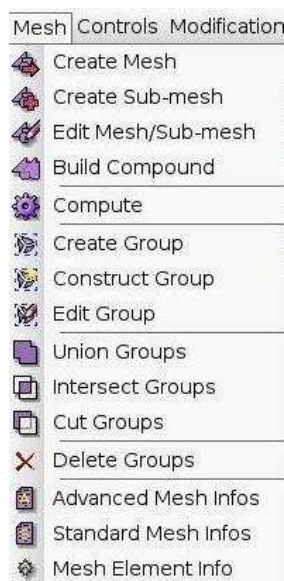 Mesh Controls Modification
Create Mesh
Create Sub-mesh
Edit Mesh/Sub-mesh
Build Compound
Compute
Create Group
Construct Group
Edit Group
Union Groups
Intersect Groups
Cut Groups
Delete Groups
Advanced Mesh Infos
Standard Mesh Infos
Mesh Element Info